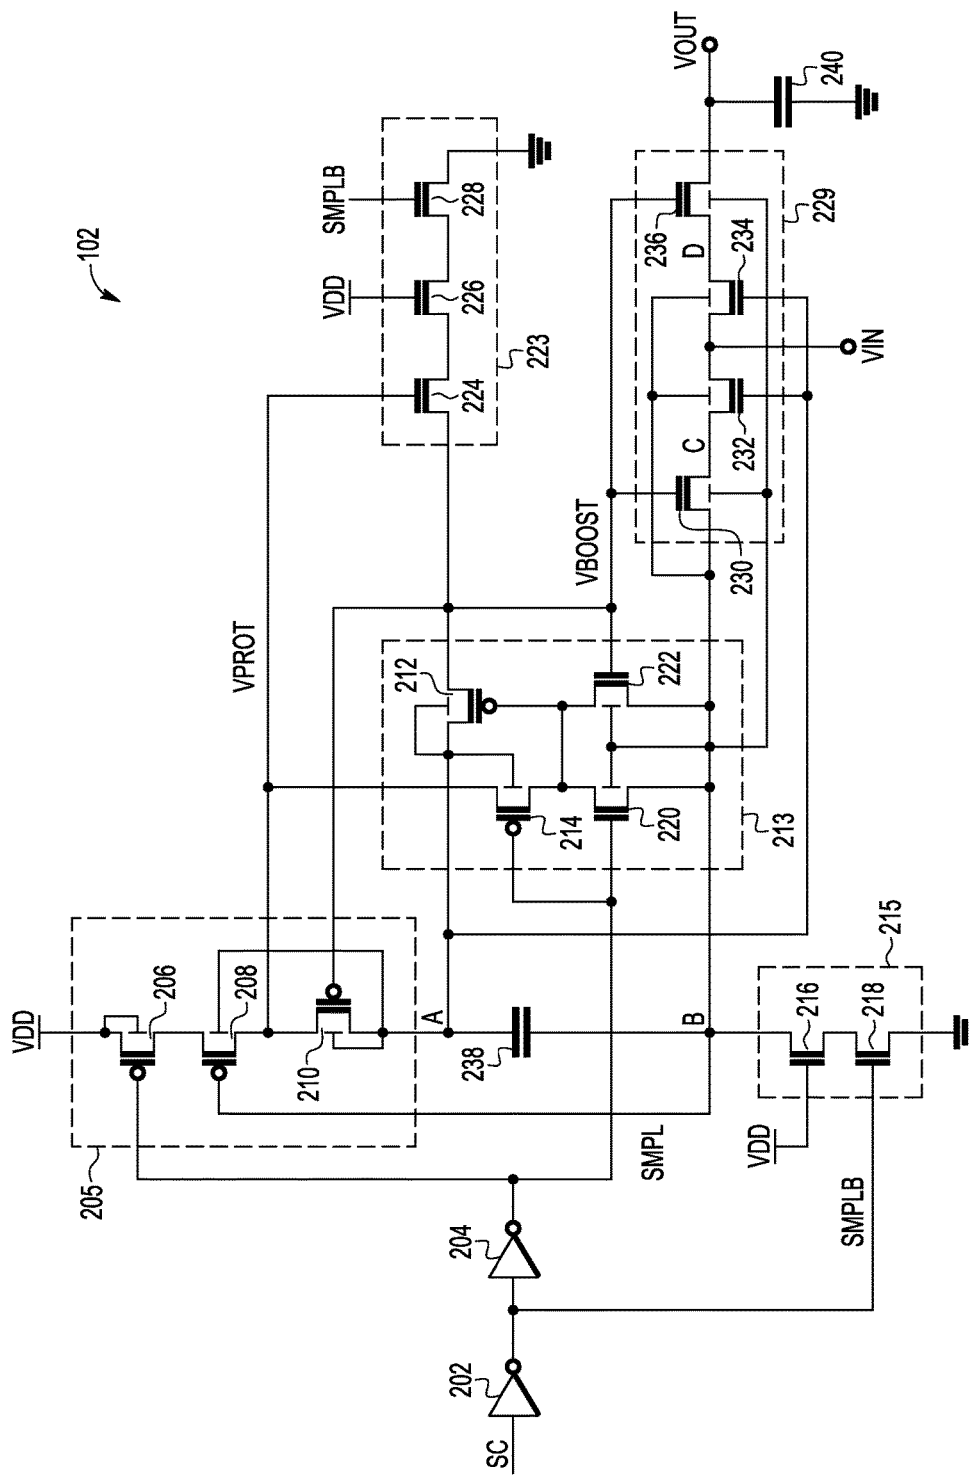 102
VDD
206
208
210
205
VPROT
SMPLB
VDD
228
226
224
223
A
238
B
212
214
220
222
213
VBOOST
VOUT
240
236
D
234
229
VIN
C
232
230
215
216
218
VDD
SMPL
SMPLB
204
202
SC